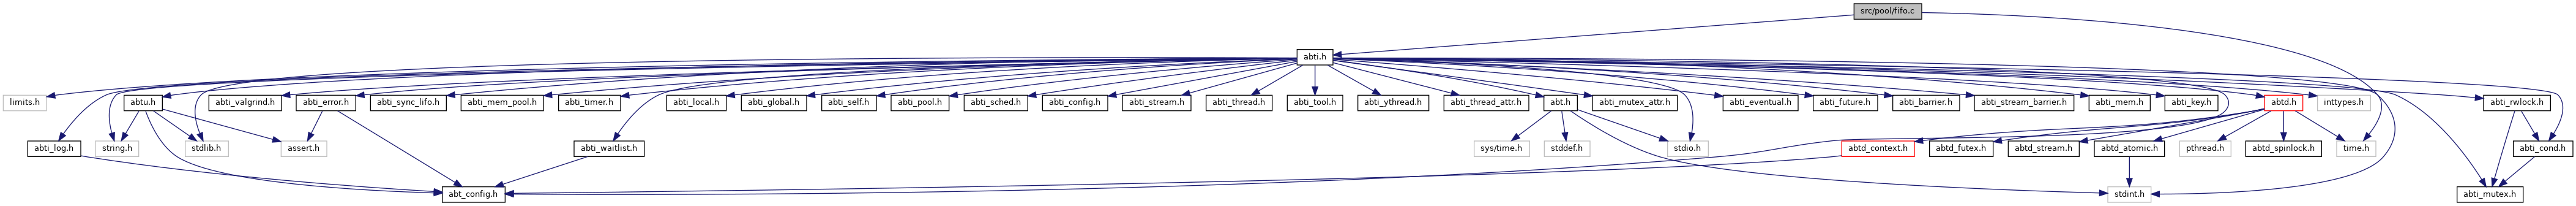 src/pool/fifo.c
abti.h
limits.h
abtu.h
abti_valgrind.h
abti_error.h
abti_sync_lifo.h
abti_mem_pool.h
abti_timer.h
abti_local.h
abti_global.h
abti_self.h
abti_pool.h
abti_sched.h
abti_config.h
abti_stream.h
abti_thread.h
abti_tool.h
abti_ythread.h
abti_thread_attr.h
abt.h
abti_mutex_attr.h
abti_eventual.h
abti_future.h
abti_barrier.h
abti_stream_barrier.h
abti_mem.h
abti_key.h
abtd.h
inttypes.h
abti_rwlock.h
abti_log.h
string.h
stdlib.h
assert.h
abti_waitlist.h
sys/time.h
stddef.h
stdio.h
abtd_context.h
abtd_futex.h
abtd_stream.h
abtd_atomic.h
pthread.h
abtd_spinlock.h
time.h
abti_cond.h
abt_config.h
stdint.h
abti_mutex.h